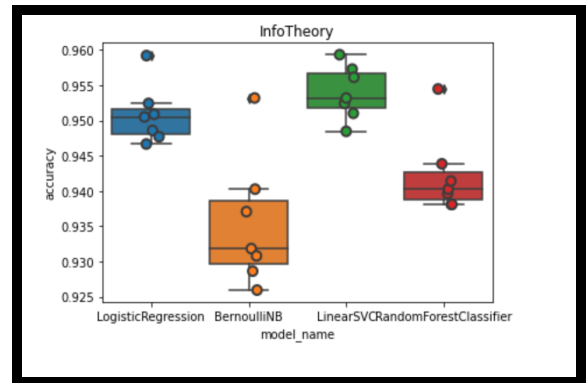 InfoTheory
0.960
0.955
0.950
0.945
0.940
0.935
0.930
0.925
accuracy
LogisticRegression BernoulliNB LinearSVCRandomForestClassifier
model_name